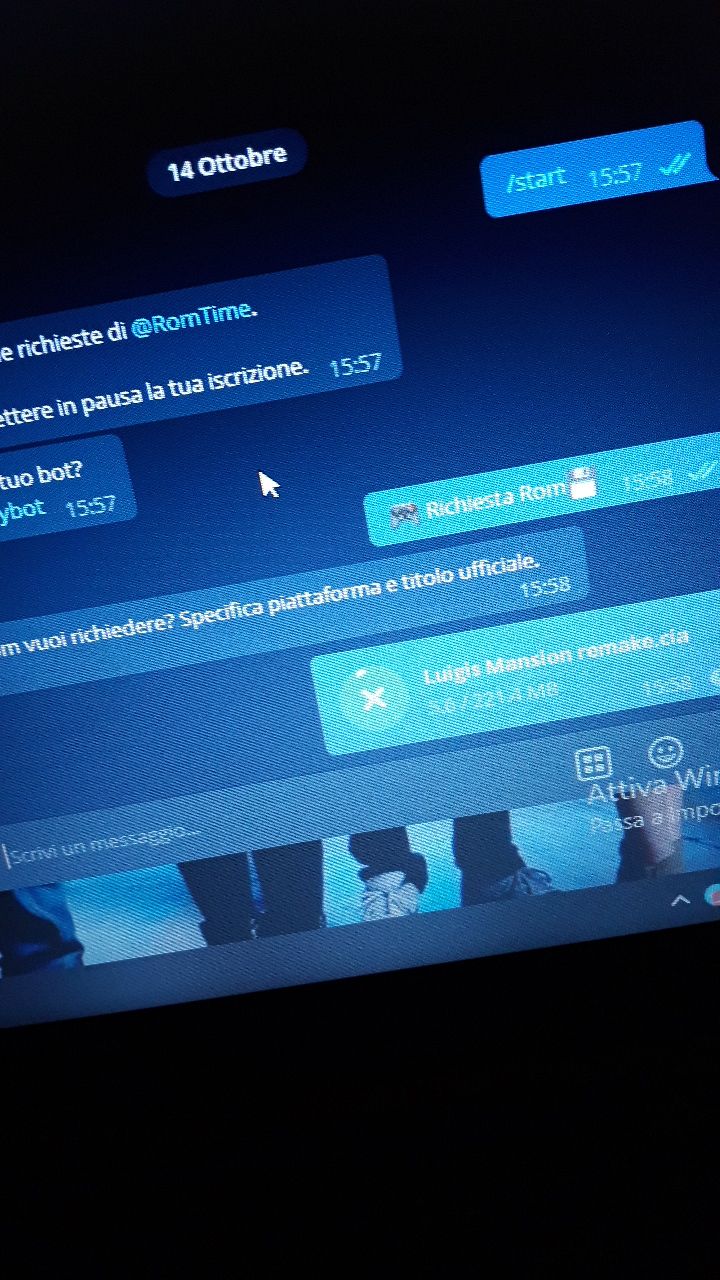 14 Ottobre
/start 15:57
e richieste di @RomTime.
ettere in pausa la tua iscrizione. 15:57
tuo bot?
ybot 15:57
Richiesta Rom 15:58
m vuoi richiedere? Specifica piattaforma e titolo ufficiale.
15:58
Luigis Mansion remake.cia
5.6 / 221.4 MB 15:58
Scrivi un messaggio...
Attiva Win
Passa a Impo